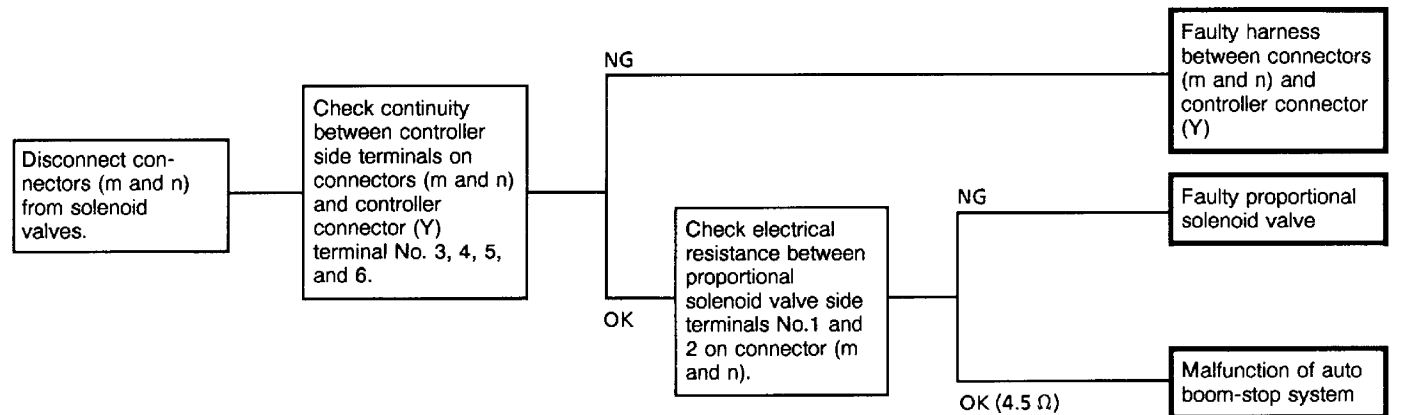 Disconnect con-
nectors (m and n)
from solenoid
valves.
Check continuity
between controller
side terminals on
connectors (m and n)
and controller
connector (Y)
terminal No. 3, 4, 5,
and 6.
NG
Faulty harness
between connectors
(m and n) and
controller connector
(Y)
OK
Check electrical
resistance between
proportional
solenoid valve side
terminals No.1 and
2 on connector (m
and n).
NG
Faulty proportional
solenoid valve
OK (4.5 Ω)
Malfunction of auto
boom-stop system